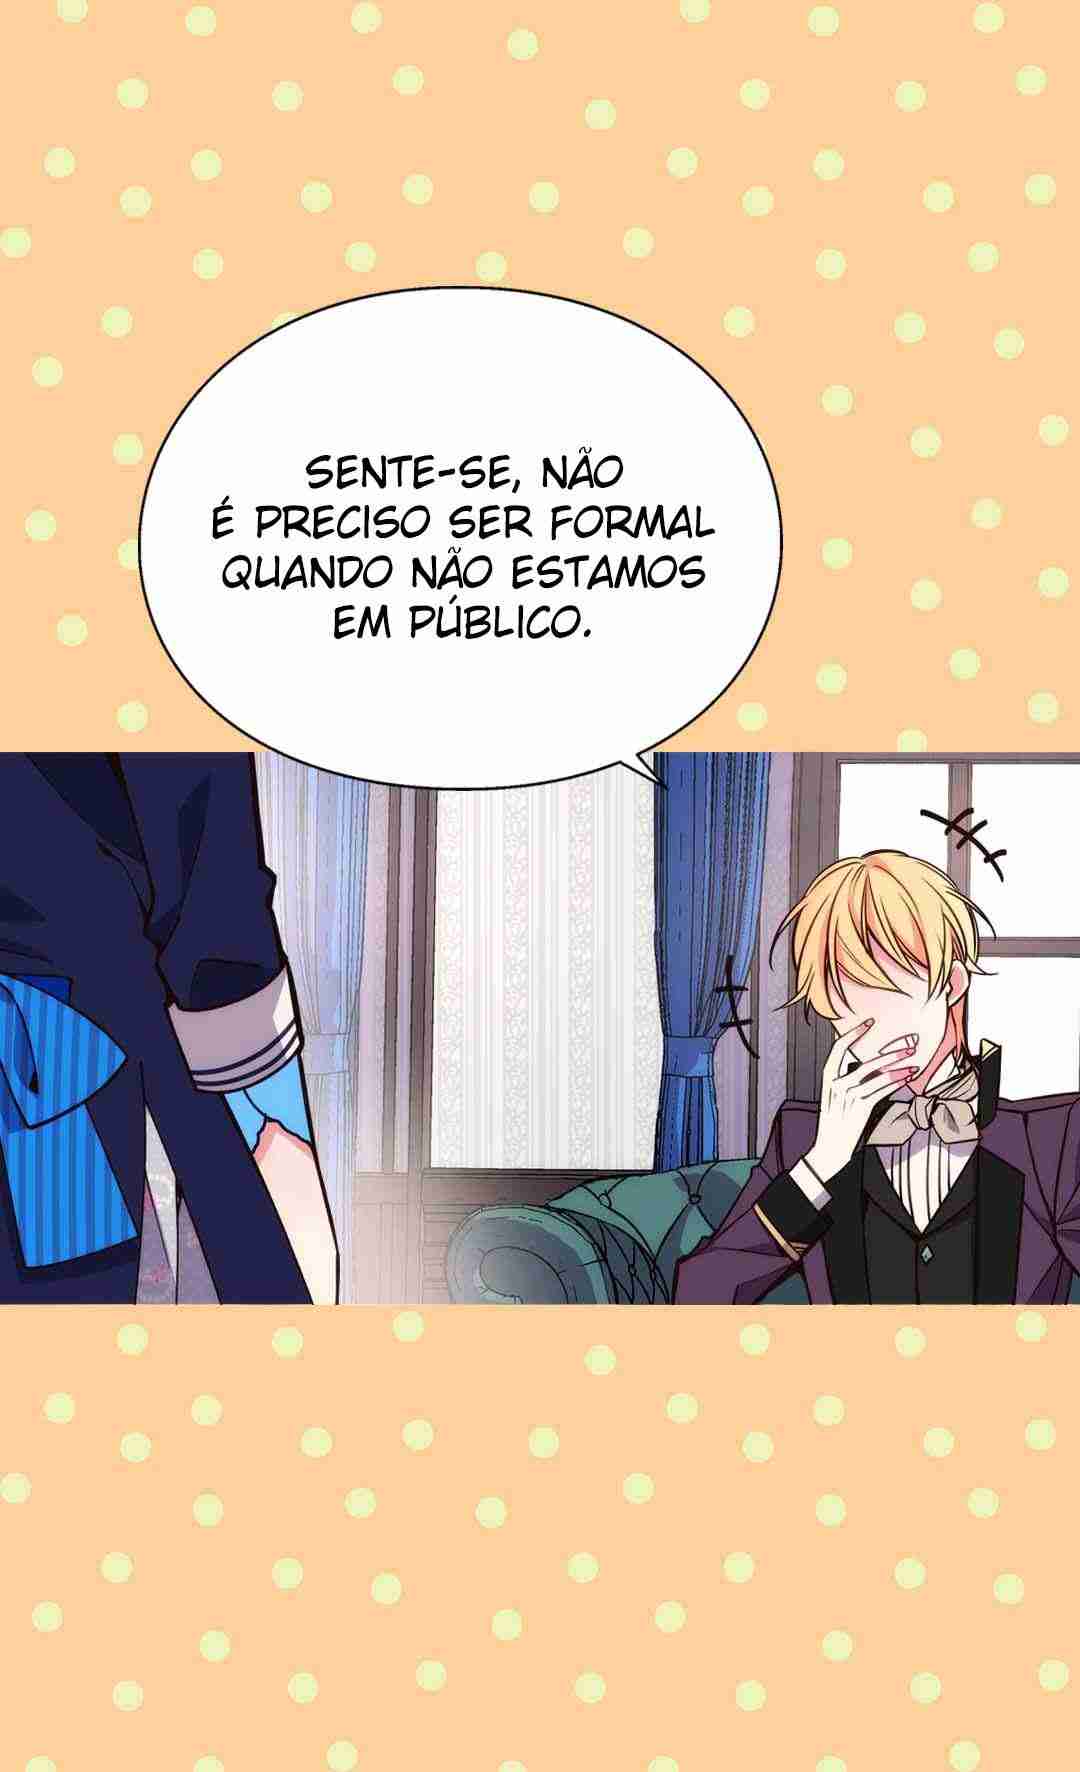 SENTE-SE, NÃO
É PRECISO SER FORMAL
QUANDO NÃO ESTAMOS
EM PÚBLICO.